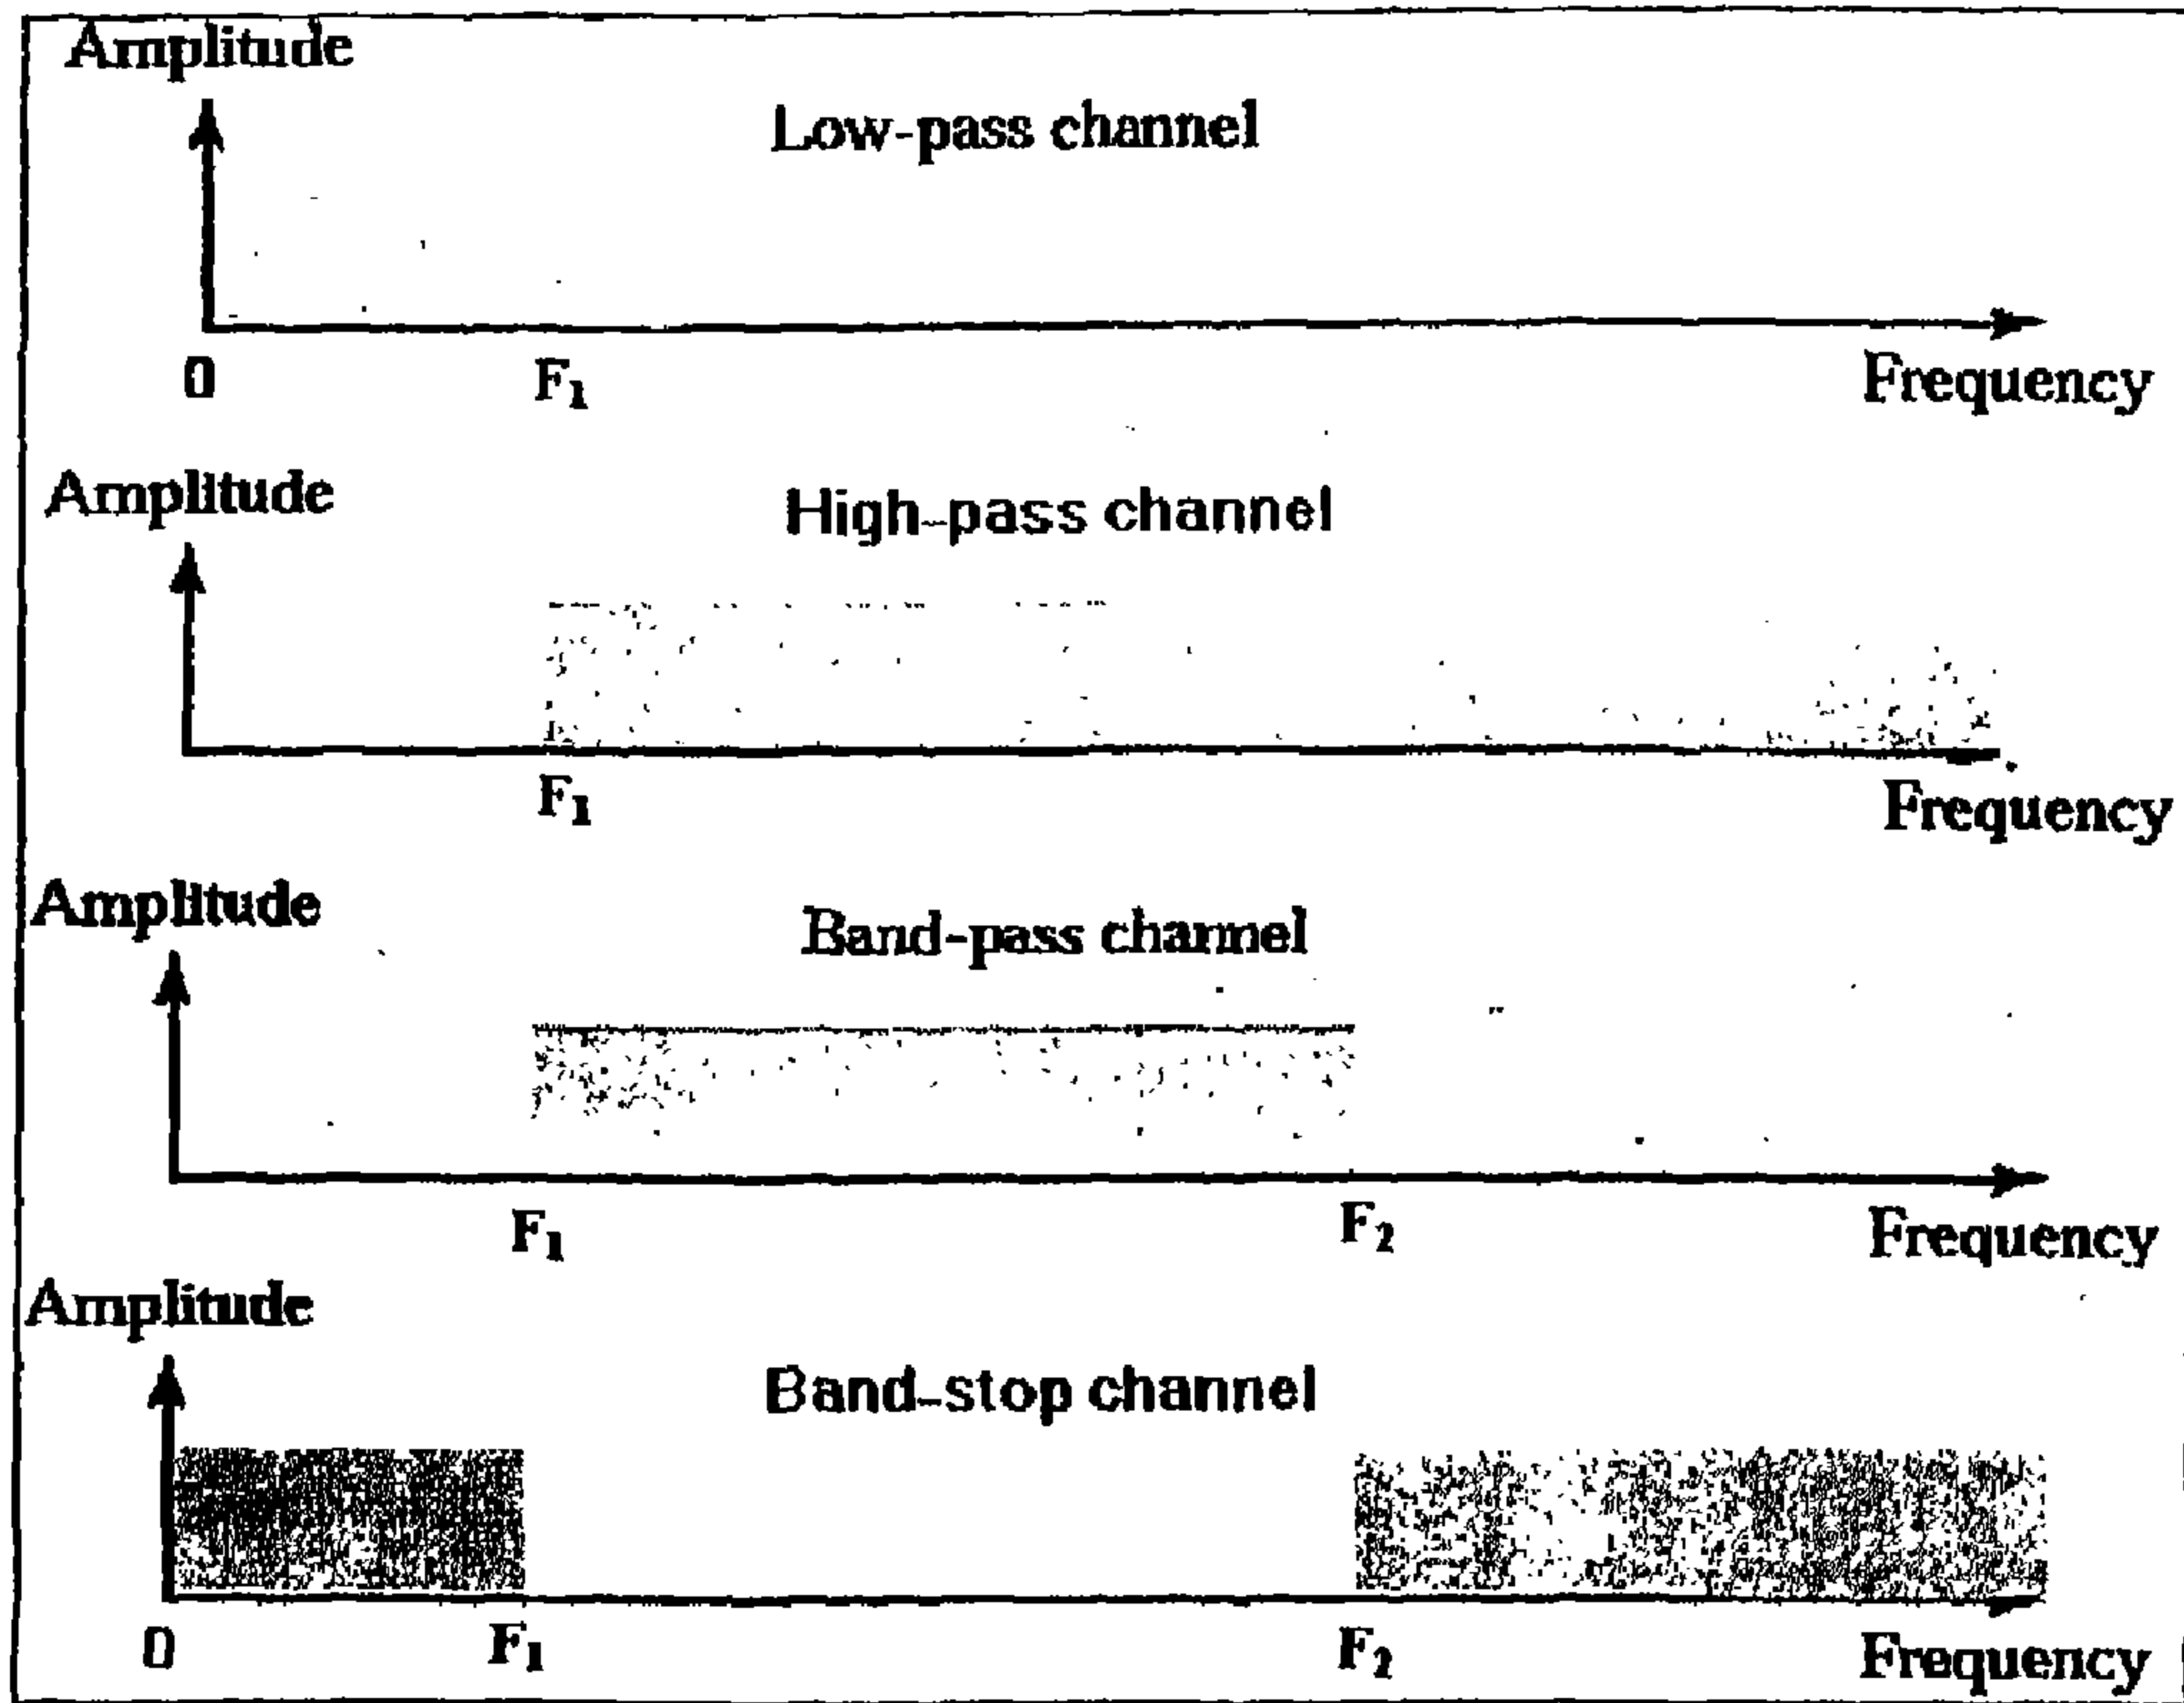 Amplitude
Low-pass channel
0 F₁ Frequency
Amplitude
High-pass channel
F₁ Frequency
Amplitude
Band-pass channel
F₁ F₂ Frequency
Amplitude
Band-stop channel
0 F₁ F₂ Frequency